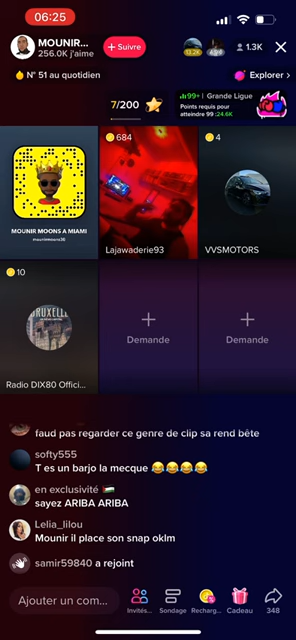 06:25
MOUNIR...
256.0K j'aime
+ Suivre
13.2K
1.3K
N° 51 au quotidien
Explorer >
7/200
99+ | Grande Ligue
Points requis pour
atteindre 99 :24.6K
684
4
MOUNIR MOONS A MIAMI
mounirmoons36
Lajawaderie93
VVSMOTORS
10
BRUXELL
Radio DIX80 Offici...
Demande
Demande
faud pas regarder ce genre de clip sa rend bête
softy555
T es un barjo la mecque 😂😂😂😂
en exclusivité 🇵🇸
sayez ARIBA ARIBA
Lelia_lilou
Mounir il place son snap oklm
samir59840 a rejoint
Ajouter un com...
Invités...
Sondage
Recharg...
Cadeau
348